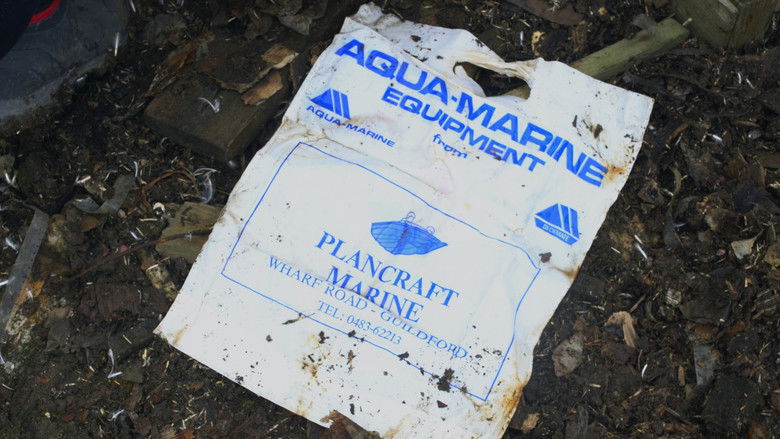 AQUA-MARINE
EQUIPMENT
from
AQUA-MARINE
PLANCRAFT
MARINE
WHARF ROAD - GUILDFORD
TEL: 0483-62213